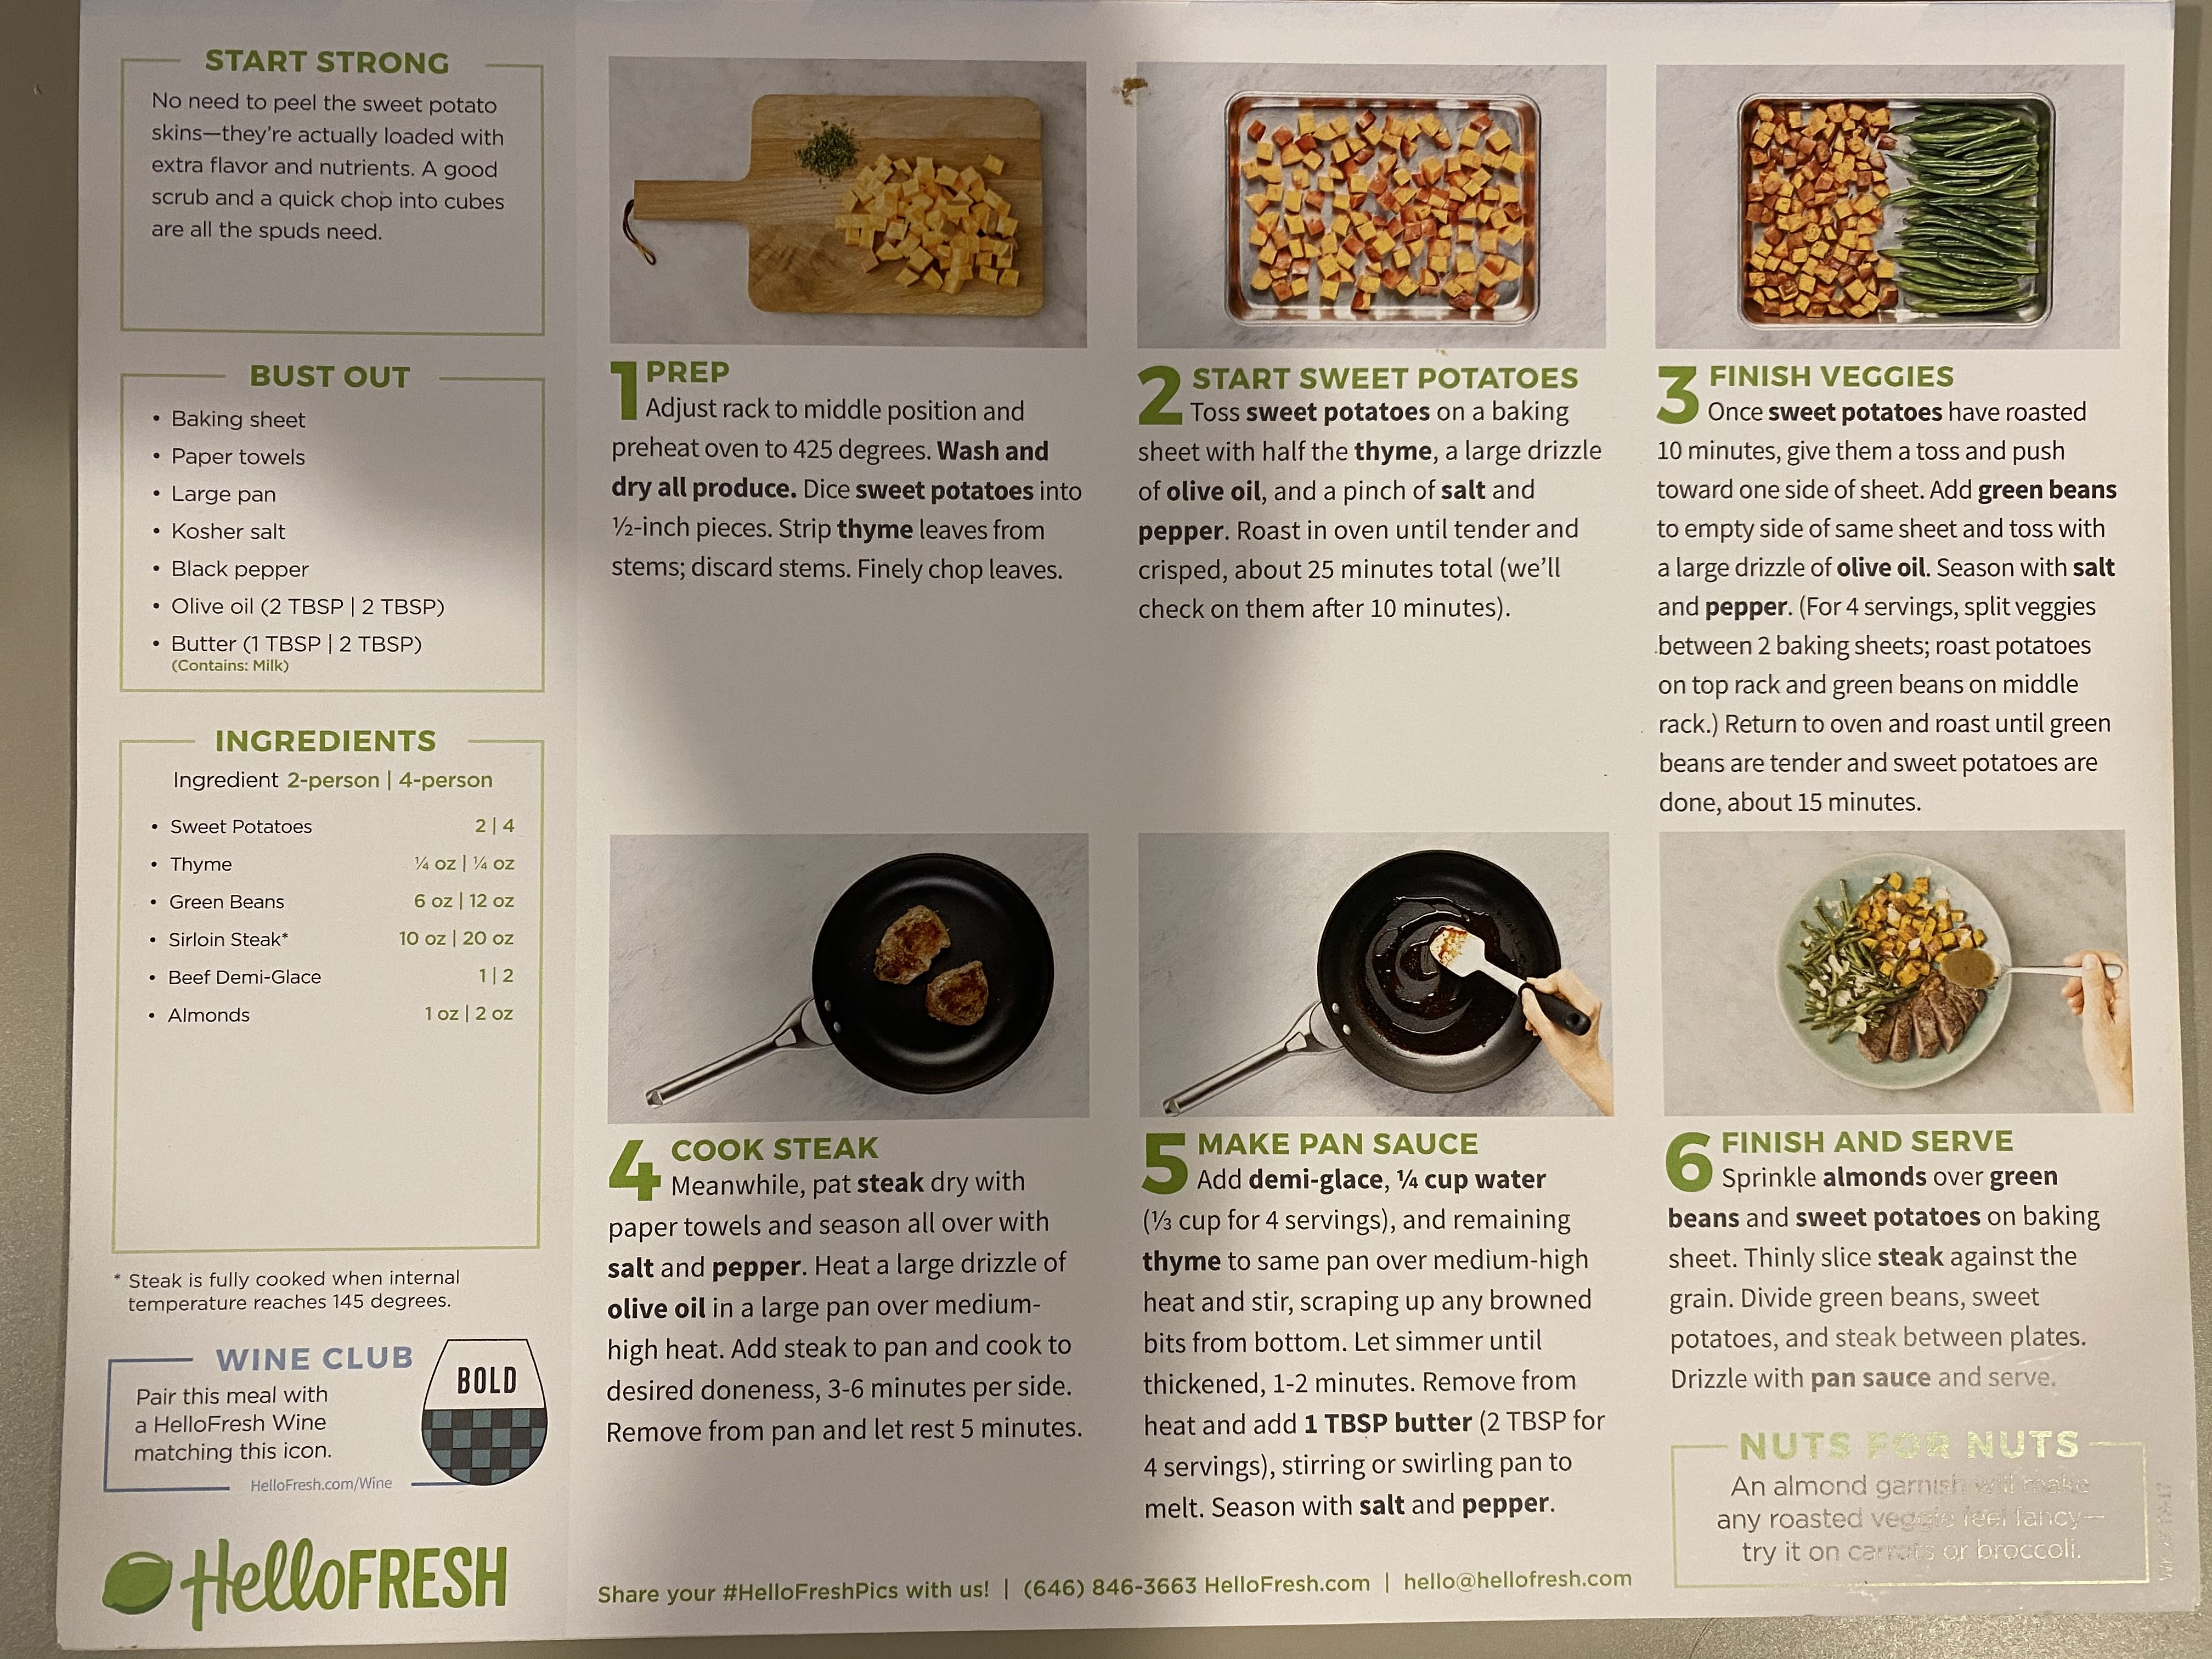 START STRONG
No need to peel the sweet potato
skins—they're actually loaded with
extra flavor and nutrients. A good
scrub and a quick chop into cubes
are all the spuds need.
BUST OUT
• Baking sheet
• Paper towels
• Large pan
• Kosher salt
• Black pepper
• Olive oil (2 TBSP | 2 TBSP)
• Butter (1 TBSP | 2 TBSP)
(Contains: Milk)
INGREDIENTS
Ingredient 2-person | 4-person
• Sweet Potatoes 2 | 4
• Thyme ¼ oz | ¼ oz
• Green Beans 6 oz | 12 oz
• Sirloin Steak* 10 oz | 20 oz
• Beef Demi-Glace 1 | 2
• Almonds 1 oz | 2 oz
* Steak is fully cooked when internal
temperature reaches 145 degrees.
WINE CLUB
Pair this meal with
a HelloFresh Wine
matching this icon.
HelloFresh.com/Wine
BOLD
HelloFRESH
1 PREP
Adjust rack to middle position and
preheat oven to 425 degrees. Wash and
dry all produce. Dice sweet potatoes into
½-inch pieces. Strip thyme leaves from
stems; discard stems. Finely chop leaves.
2 START SWEET POTATOES
Toss sweet potatoes on a baking
sheet with half the thyme, a large drizzle
of olive oil, and a pinch of salt and
pepper. Roast in oven until tender and
crisped, about 25 minutes total (we'll
check on them after 10 minutes).
3 FINISH VEGGIES
Once sweet potatoes have roasted
10 minutes, give them a toss and push
toward one side of sheet. Add green beans
to empty side of same sheet and toss with
a large drizzle of olive oil. Season with salt
and pepper. (For 4 servings, split veggies
between 2 baking sheets; roast potatoes
on top rack and green beans on middle
rack.) Return to oven and roast until green
beans are tender and sweet potatoes are
done, about 15 minutes.
4 COOK STEAK
Meanwhile, pat steak dry with
paper towels and season all over with
salt and pepper. Heat a large drizzle of
olive oil in a large pan over medium-
high heat. Add steak to pan and cook to
desired doneness, 3-6 minutes per side.
Remove from pan and let rest 5 minutes.
5 MAKE PAN SAUCE
Add demi-glace, ¼ cup water
(⅓ cup for 4 servings), and remaining
thyme to same pan over medium-high
heat and stir, scraping up any browned
bits from bottom. Let simmer until
thickened, 1-2 minutes. Remove from
heat and add 1 TBSP butter (2 TBSP for
4 servings), stirring or swirling pan to
melt. Season with salt and pepper.
6 FINISH AND SERVE
Sprinkle almonds over green
beans and sweet potatoes on baking
sheet. Thinly slice steak against the
grain. Divide green beans, sweet
potatoes, and steak between plates.
Drizzle with pan sauce and serve.
NUTS FOR NUTS
An almond garnish will make
any roasted veggie feel fancy—
try it on carrots or broccoli.
Share your #HelloFreshPics with us! | (646) 846-3663 HelloFresh.com | hello@hellofresh.com